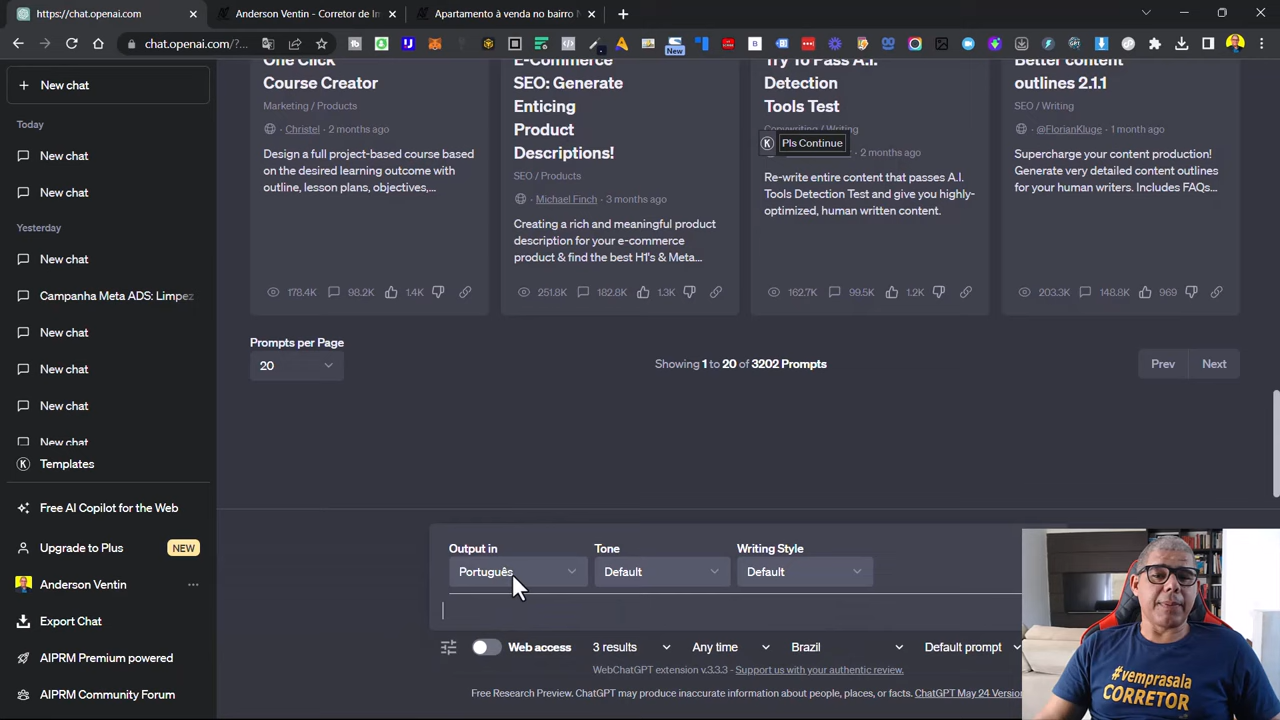 https://chat.openai.com
Anderson Ventin - Corretor de Im
Apartamento à venda no bairro M
chat.openai.com/?...
New
New chat
Today
New chat
New chat
Yesterday
New chat
Campanha Meta ADS: Limpez
New chat
New chat
New chat
New chat
Templates
Free AI Copilot for the Web
Upgrade to Plus
NEW
Anderson Ventin
Export Chat
AIPRM Premium powered
AIPRM Community Forum
One Click
Course Creator
Marketing / Products
Christel · 2 months ago
Design a full project-based course based
on the desired learning outcome with
outline, lesson plans, objectives,...
178.4K
98.2K
1.4K
E-Commerce
SEO: Generate
Enticing
Product
Descriptions!
SEO / Products
Michael Finch · 3 months ago
Creating a rich and meaningful product
description for your e-commerce
product & find the best H1's & Meta...
251.8K
182.8K
1.3K
Try To Pass A.I.
Detection
Tools Test
Copywriting / Writing
K
Pls Continue
2 months ago
Re-write entire content that passes A.I.
Tools Detection Test and give you highly-
optimized, human written content.
162.7K
99.5K
1.2K
Better content
outlines 2.1.1
SEO / Writing
@FlorianKluge · 1 month ago
Supercharge your content production!
Generate very detailed content outlines
for your human writers. Includes FAQs...
203.3K
148.8K
969
Prompts per Page
20
Showing 1 to 20 of 3202 Prompts
Prev
Next
Output in
Português
Tone
Default
Writing Style
Default
Web access
3 results
Any time
Brazil
Default prompt
WebChatGPT extension v.3.3.3 · Support us with your authentic review.
Free Research Preview. ChatGPT may produce inaccurate information about people, places, or facts. ChatGPT May 24 Version
#vemprasala
CORRETOR